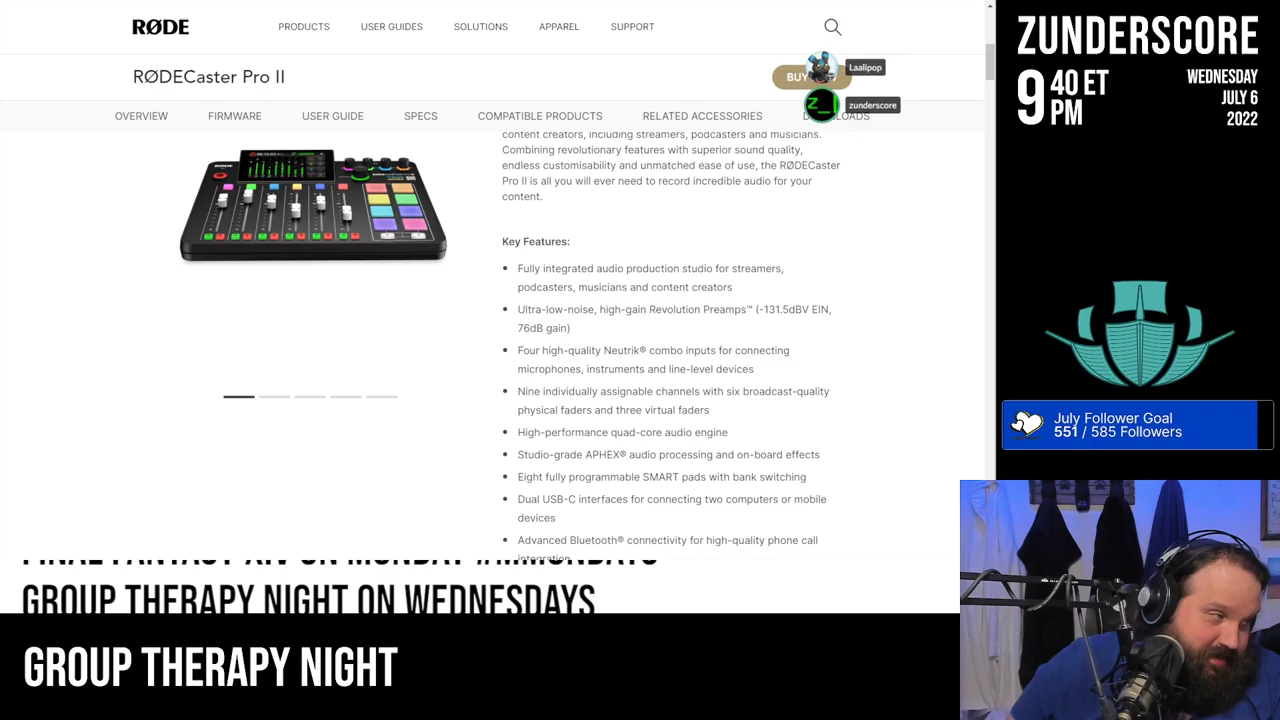 RØDE
PRODUCTS
USER GUIDES
SOLUTIONS
APPAREL
SUPPORT
RØDECaster Pro II
BUY
Laalipop
Z_
zunderscore
OVERVIEW
FIRMWARE
USER GUIDE
SPECS
COMPATIBLE PRODUCTS
RELATED ACCESSORIES
content creators, including streamers, podcasters and musicians.
Combining revolutionary features with superior sound quality,
endless customisability and unmatched ease of use, the RØDECaster
Pro II is all you will ever need to record incredible audio for your
content.
Key Features:
• Fully integrated audio production studio for streamers,
podcasters, musicians and content creators
• Ultra-low-noise, high-gain Revolution Preamps™ (-131.5dBV EIN,
76dB gain)
• Four high-quality Neutrik® combo inputs for connecting
microphones, instruments and line-level devices
• Nine individually assignable channels with six broadcast-quality
physical faders and three virtual faders
• High-performance quad-core audio engine
• Studio-grade APHEX® audio processing and on-board effects
• Eight fully programmable SMART pads with bank switching
• Dual USB-C interfaces for connecting two computers or mobile
devices
• Advanced Bluetooth® connectivity for high-quality phone call
integration
FINAL FANTASY XIV ON MONDAY #MMONDAYS
GROUP THERAPY NIGHT ON WEDNESDAYS
GROUP THERAPY NIGHT
ZUNDERSCORE
9 40 ET
PM
WEDNESDAY
JULY 6
2022
July Follower Goal
551 / 585 Followers